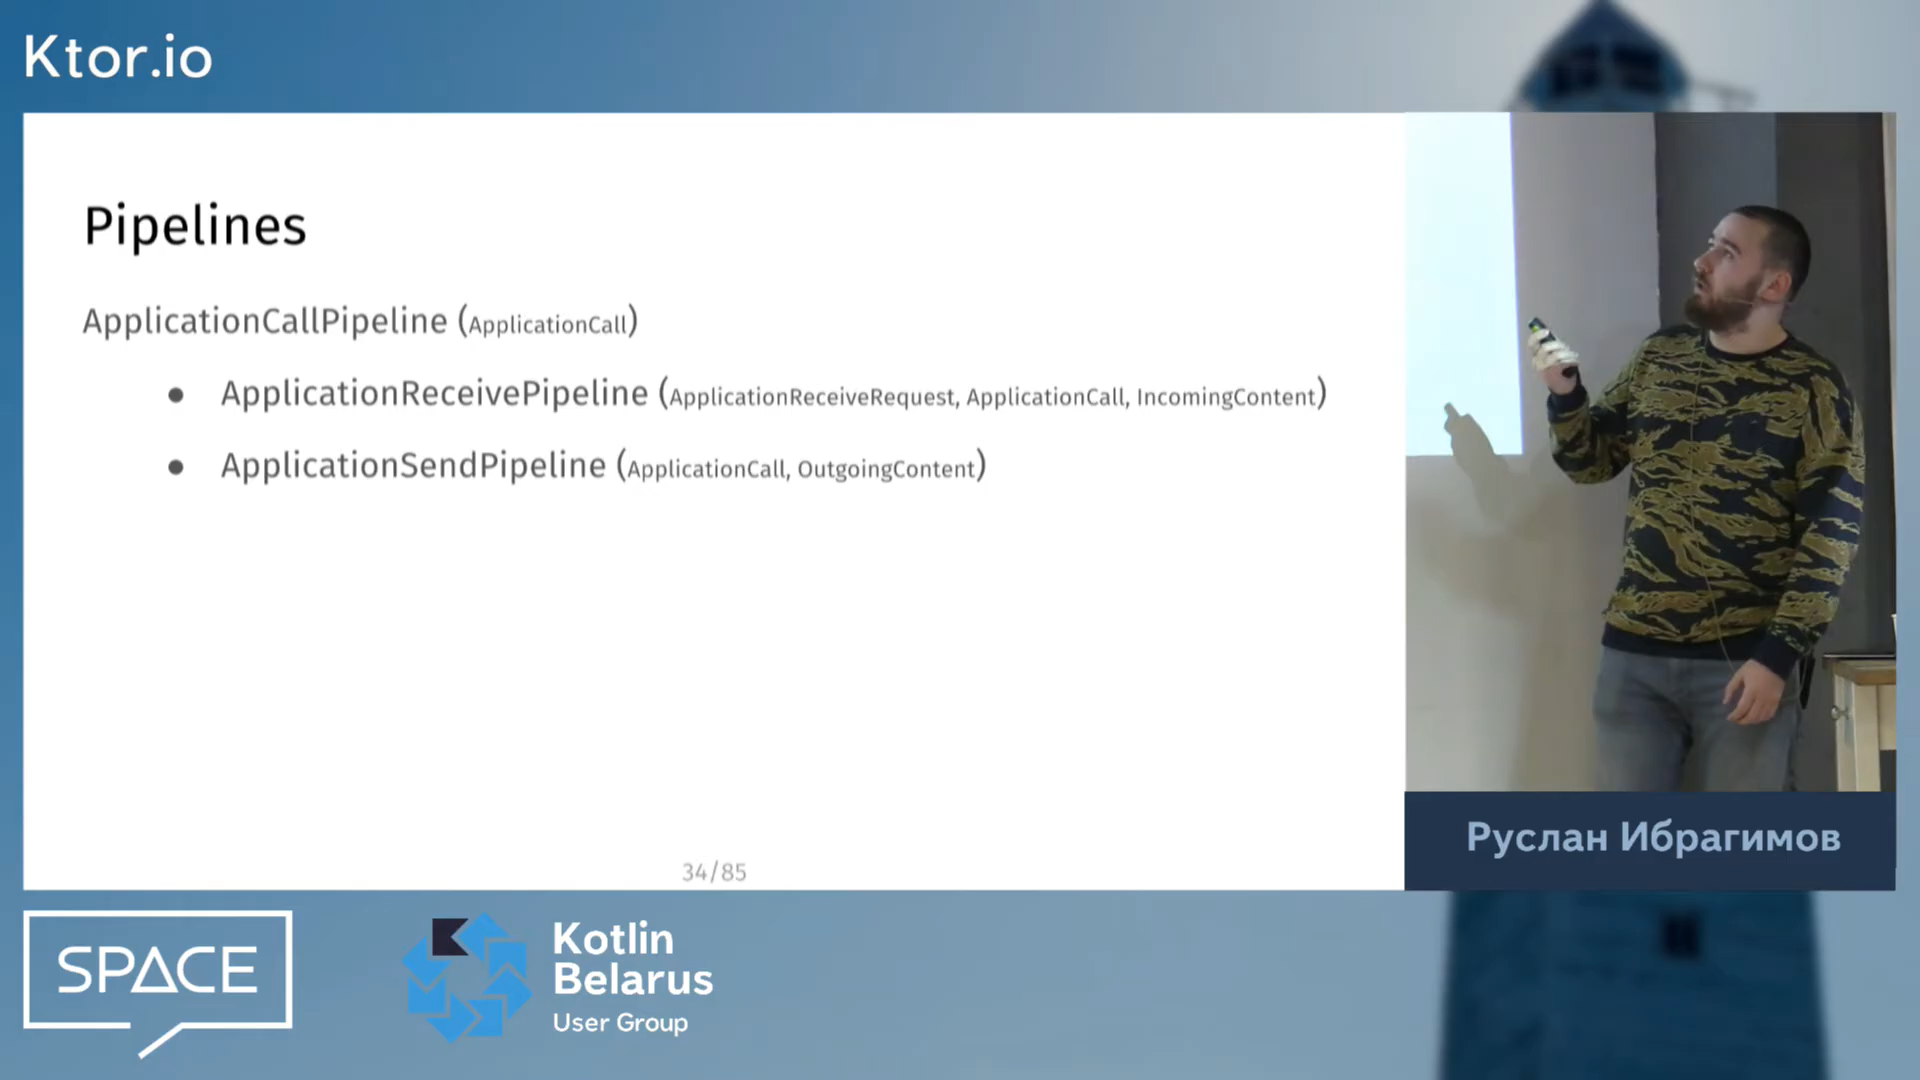 Ktor.io
Pipelines
ApplicationCallPipeline (ApplicationCall)
● ApplicationReceivePipeline (ApplicationReceiveRequest, ApplicationCall, IncomingContent)
● ApplicationSendPipeline (ApplicationCall, OutgoingContent)
34/85
Руслан Ибрагимов
SPACE
Kotlin
Belarus
User Group